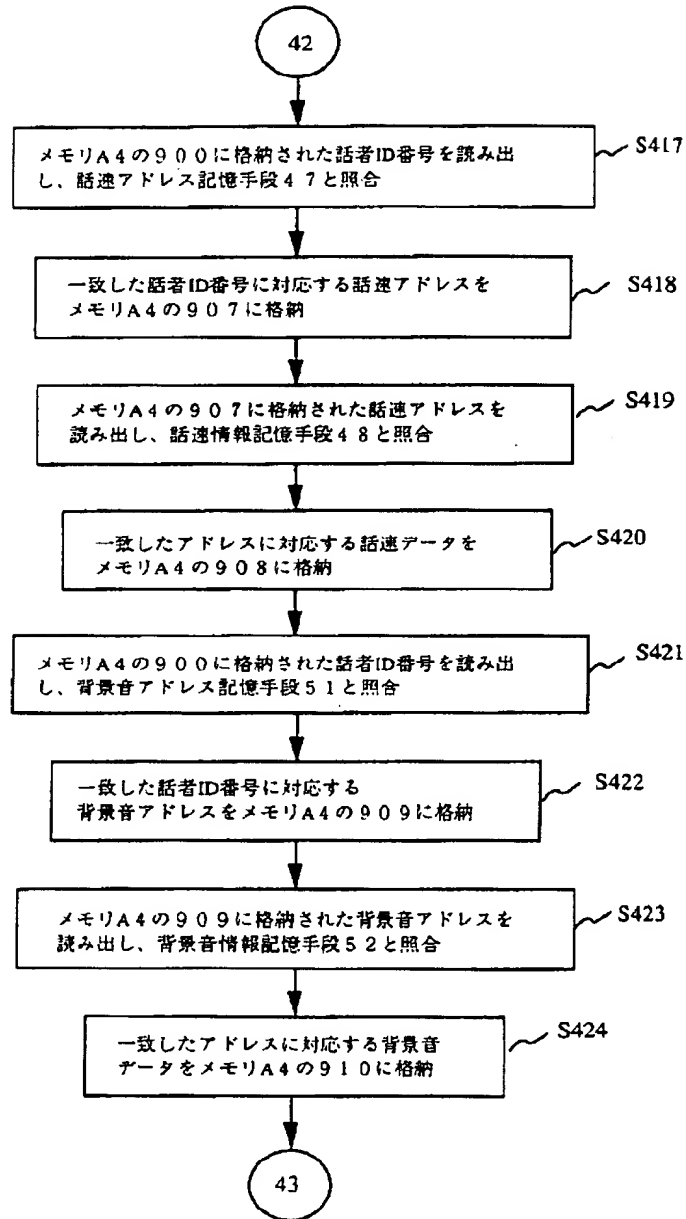 42
メモリA4の900に格納された話者ID番号を読み出
し、話速アドレス記憶手段47と照合
S417
一致した話者ID番号に対応する話速アドレスを
メモリA4の907に格納
S418
メモリA4の907に格納された話速アドレスを
読み出し、話速情報記憶手段48と照合
S419
一致したアドレスに対応する話速データを
メモリA4の908に格納
S420
メモリA4の900に格納された話者ID番号を読み出
し、背景音アドレス記憶手段51と照合
S421
一致した話者ID番号に対応する
背景音アドレスをメモリA4の909に格納
S422
メモリA4の909に格納された背景音アドレスを
読み出し、背景音情報記憶手段52と照合
S423
一致したアドレスに対応する背景音
データをメモリA4の910に格納
S424
43